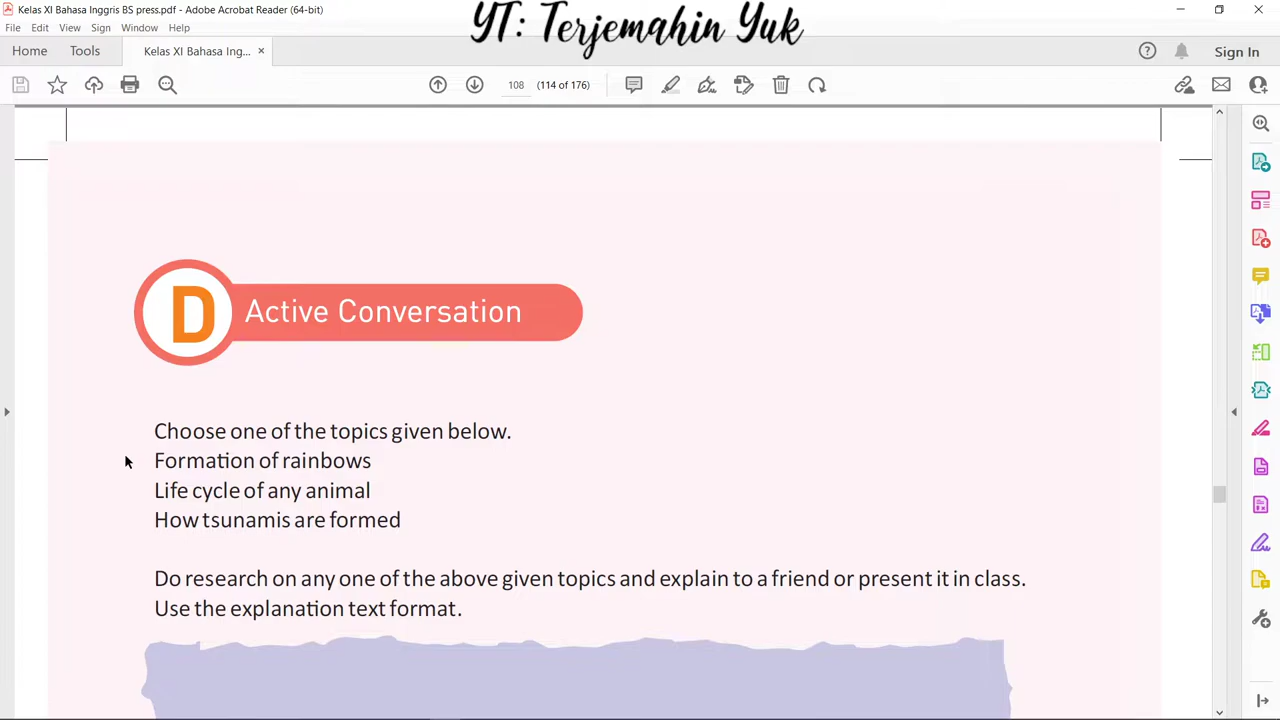 Kelas XI Bahasa Inggris BS press.pdf - Adobe Acrobat Reader (64-bit)
YT: Terjemahin Yuk
File Edit View Sign Window Help
Home Tools Kelas XI Bahasa Ing... × Sign In
108 (114 of 176)
D Active Conversation
Choose one of the topics given below.
Formation of rainbows
Life cycle of any animal
How tsunamis are formed
Do research on any one of the above given topics and explain to a friend or present it in class.
Use the explanation text format.